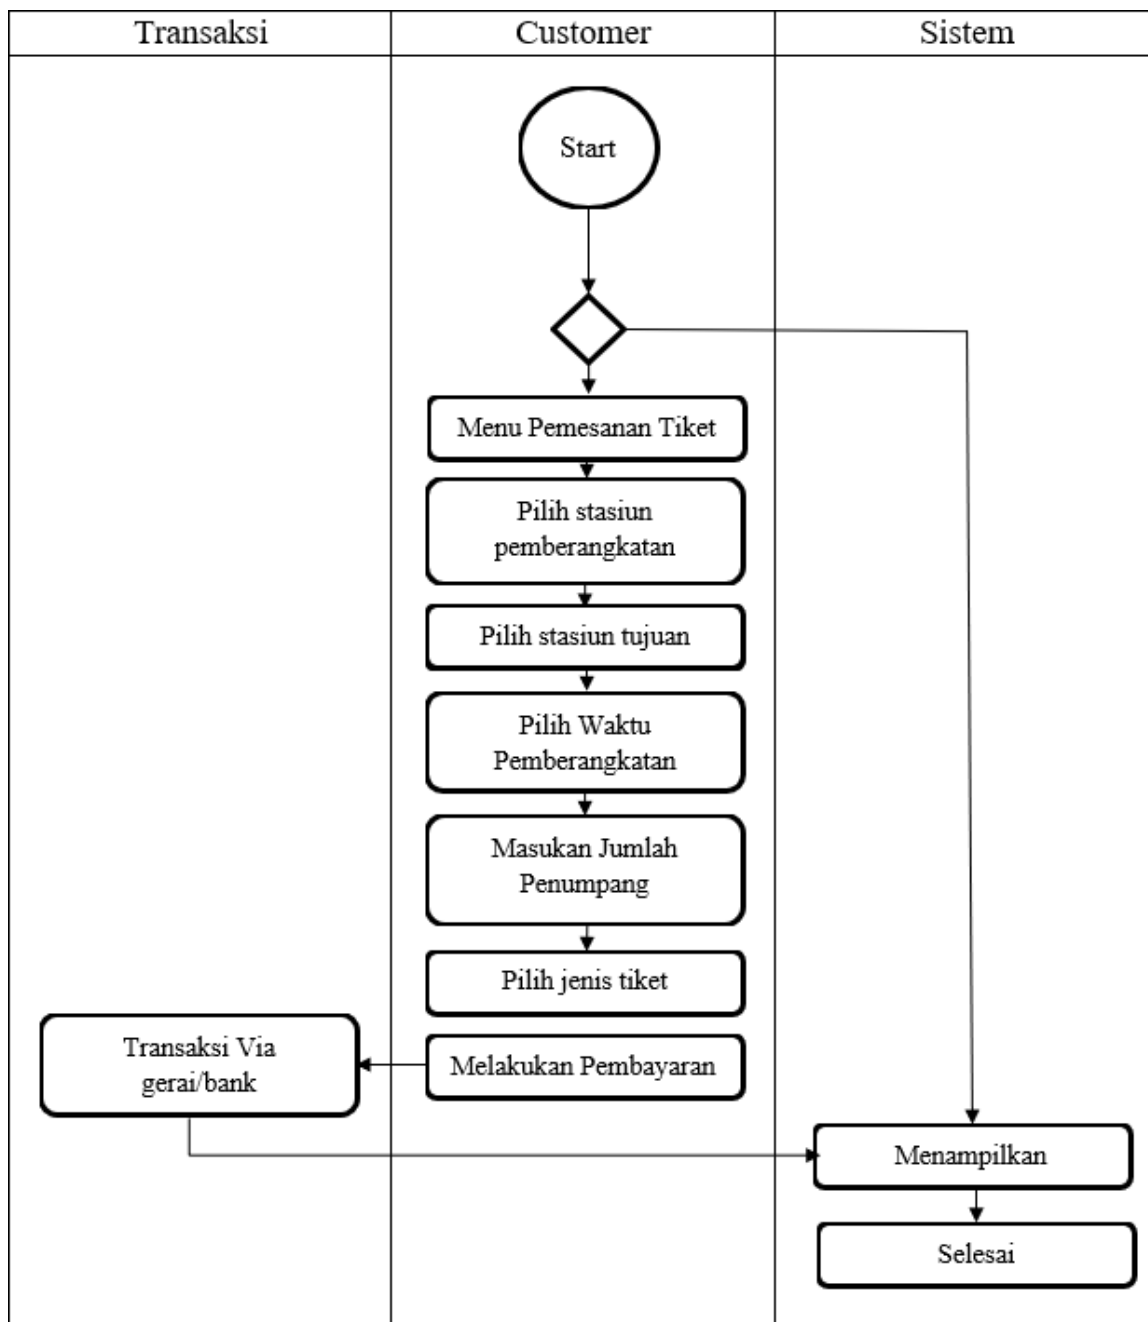 Transaksi
Customer
Sistem
Start
Menu Pemesanan Tiket
Pilih stasiun
pemberangkatan
Pilih stasiun tujuan
Pilih Waktu
Pemberangkatan
Masukan Jumlah
Penumpang
Pilih jenis tiket
Transaksi Via
gerai/bank
Melakukan Pembayaran
Menampilkan
Selesai